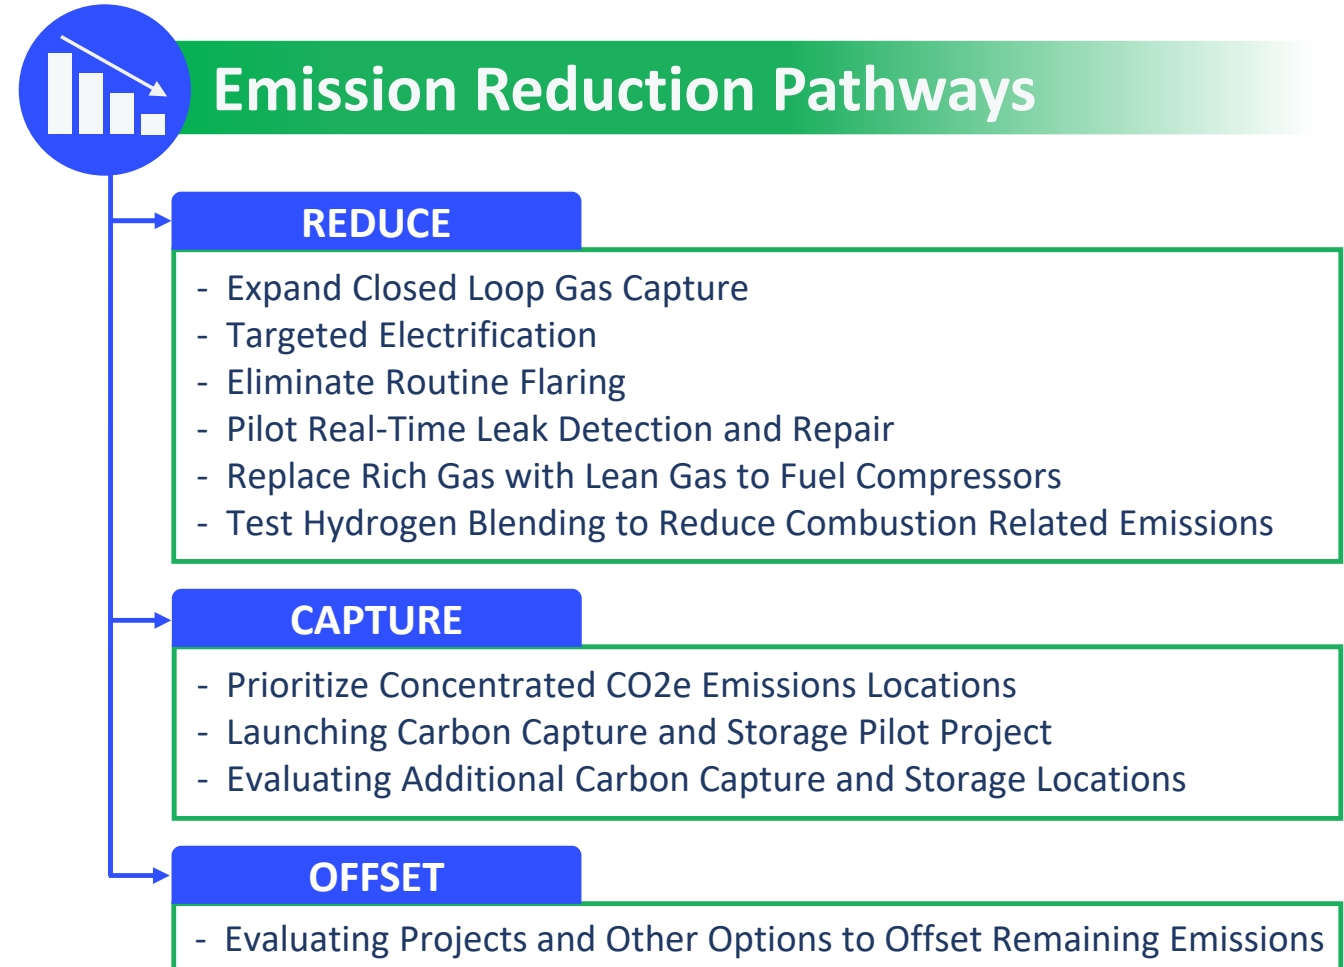 Emission Reduction Pathways
REDUCE
- Expand Closed Loop Gas Capture
- Targeted Electrification
- Eliminate Routine Flaring
- Pilot Real-Time Leak Detection and Repair
- Replace Rich Gas with Lean Gas to Fuel Compressors
- Test Hydrogen Blending to Reduce Combustion Related Emissions
CAPTURE
- Prioritize Concentrated CO2e Emissions Locations
- Launching Carbon Capture and Storage Pilot Project
- Evaluating Additional Carbon Capture and Storage Locations
OFFSET
- Evaluating Projects and Other Options to Offset Remaining Emissions